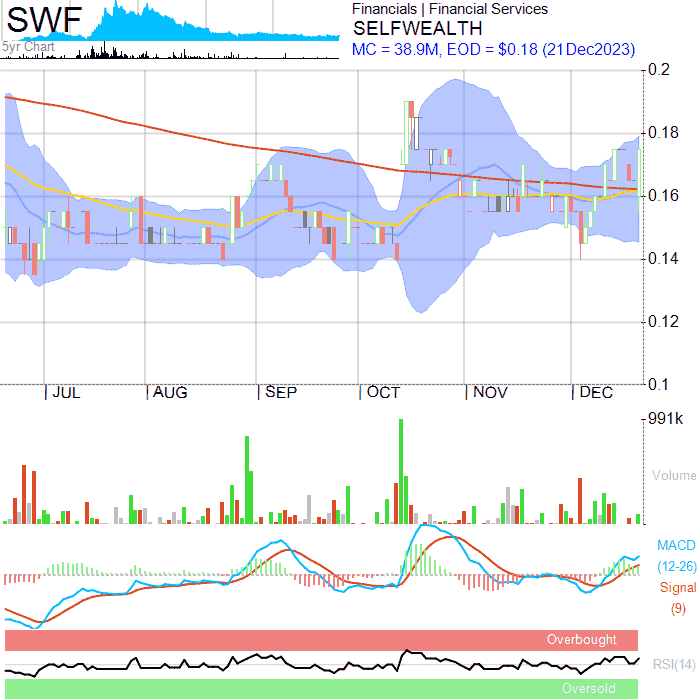 SWF
5yr Chart
Financials | Financial Services
SELFWEALTH
MC = 38.9M, EOD = $0.18 (21Dec2023)
0.2
0.18
0.16
0.14
0.12
0.1
JUL AUG SEP OCT NOV DEC
991k
Volume
MACD
(12-26)
Signal
(9)
Overbought
RSI(14)
Oversold